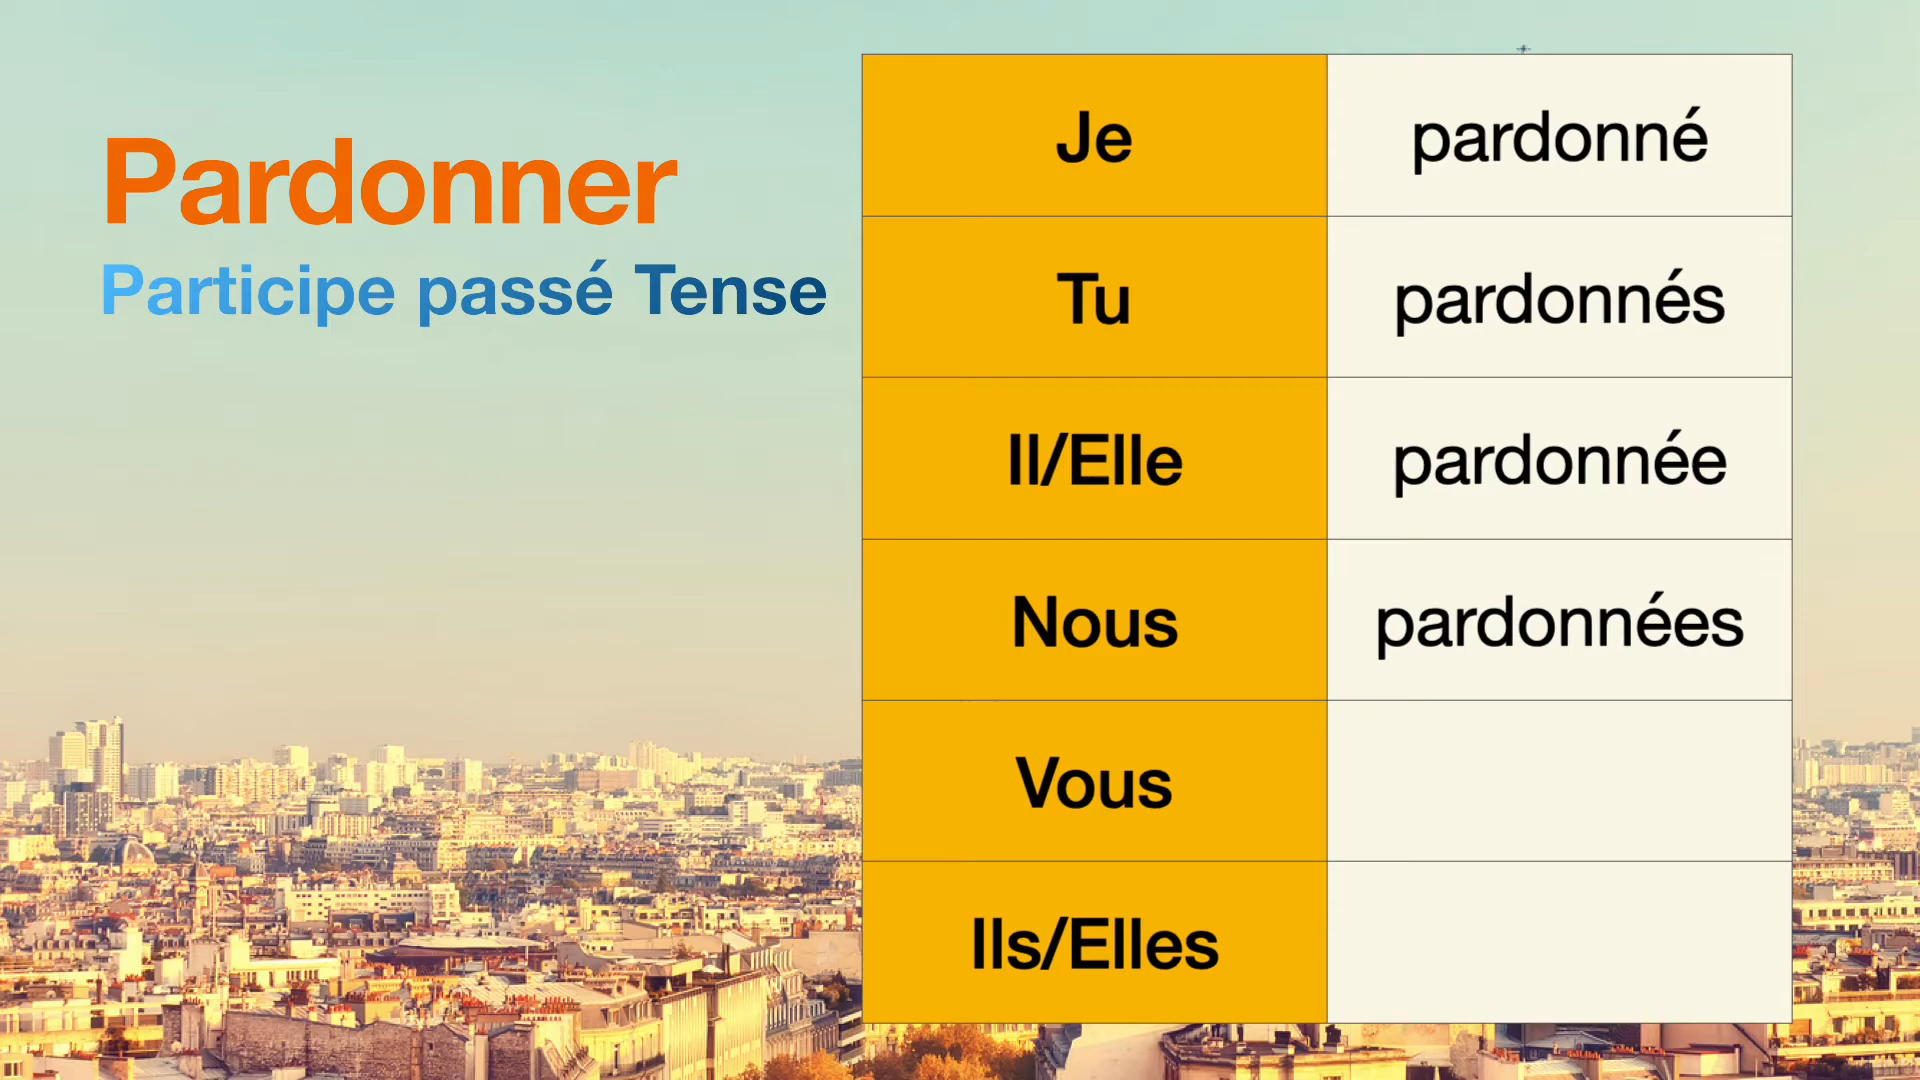 Pardonner
Participe passé Tense
Je pardonné
Tu pardonnés
Il/Elle pardonnée
Nous pardonnées
Vous
Ils/Elles